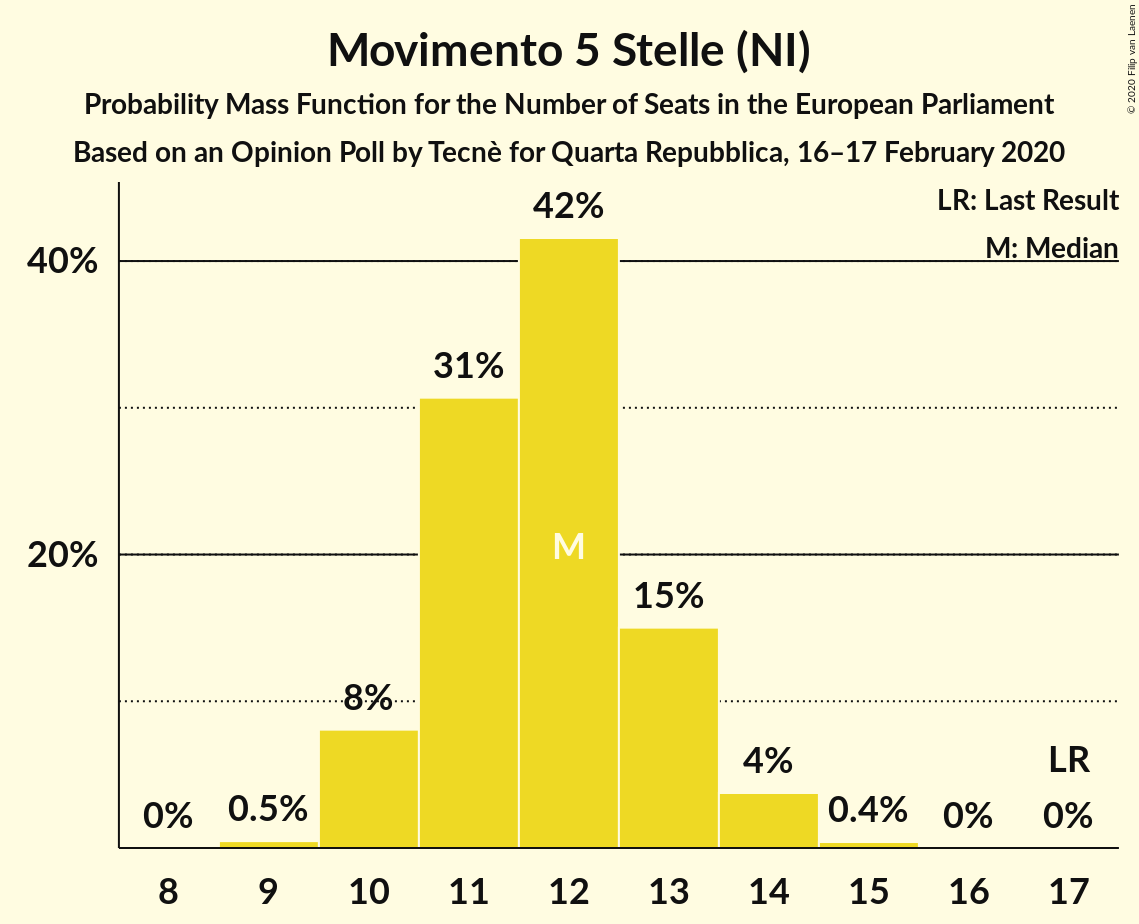 Movimento 5 Stelle (NI)
Probability Mass Function for the Number of Seats in the European Parliament
Based on an Opinion Poll by Tecnè for Quarta Repubblica, 16–17 February 2020
© 2020 Filip van Laenen
LR: Last Result
M: Median
40%
20%
0%
0.5%
8%
31%
42%
M
15%
4%
0.4%
0%
LR
0%
8 9 10 11 12 13 14 15 16 17